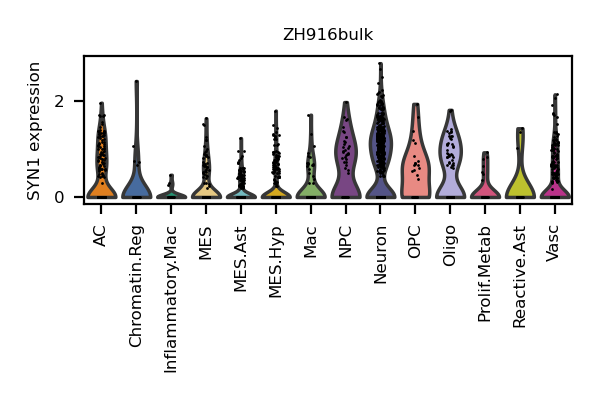 ZH916bulk
SYN1 expression
2
0
AC
Chromatin.Reg
Inflammatory.Mac
MES
MES.Ast
MES.Hyp
Mac
NPC
Neuron
OPC
Oligo
Prolif.Metab
Reactive.Ast
Vasc